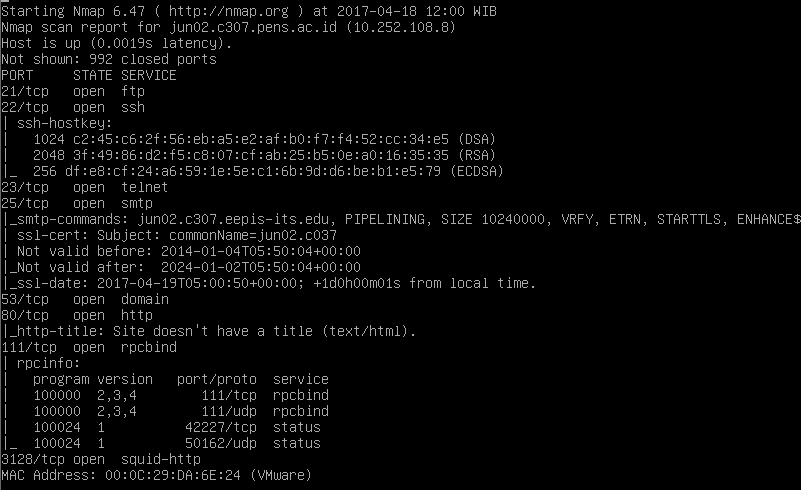 Starting Nmap 6.47 ( http://nmap.org ) at 2017-04-18 12:00 WIB
Nmap scan report for jun02.c307.pens.ac.id (10.252.108.8)
Host is up (0.0019s latency).
Not shown: 992 closed ports
PORT     STATE SERVICE
21/tcp   open  ftp
22/tcp   open  ssh
| ssh-hostkey:
|   1024 c2:45:c6:2f:56:eb:a5:e2:af:b0:f7:f4:52:cc:34:e5 (DSA)
|   2048 3f:49:86:d2:f5:c8:07:cf:ab:25:b5:0e:a0:16:35:35 (RSA)
|_  256 df:e8:cf:24:a6:59:1e:5e:c1:6b:9d:d6:be:b1:e5:79 (ECDSA)
23/tcp   open  telnet
25/tcp   open  smtp
|_smtp-commands: jun02.c307.eepis-its.edu, PIPELINING, SIZE 10240000, VRFY, ETRN, STARTTLS, ENHANCE$
| ssl-cert: Subject: commonName=jun02.c037
| Not valid before: 2014-01-04T05:50:04+00:00
|_Not valid after:  2024-01-02T05:50:04+00:00
|_ssl-date: 2017-04-19T05:00:50+00:00; +1d0h00m01s from local time.
53/tcp   open  domain
80/tcp   open  http
|_http-title: Site doesn't have a title (text/html).
111/tcp  open  rpcbind
| rpcinfo:
|   program version   port/proto  service
|   100000  2,3,4        111/tcp  rpcbind
|   100000  2,3,4        111/udp  rpcbind
|   100024  1          42227/tcp  status
|_  100024  1          50162/udp  status
3128/tcp open  squid-http
MAC Address: 00:0C:29:DA:6E:24 (VMware)